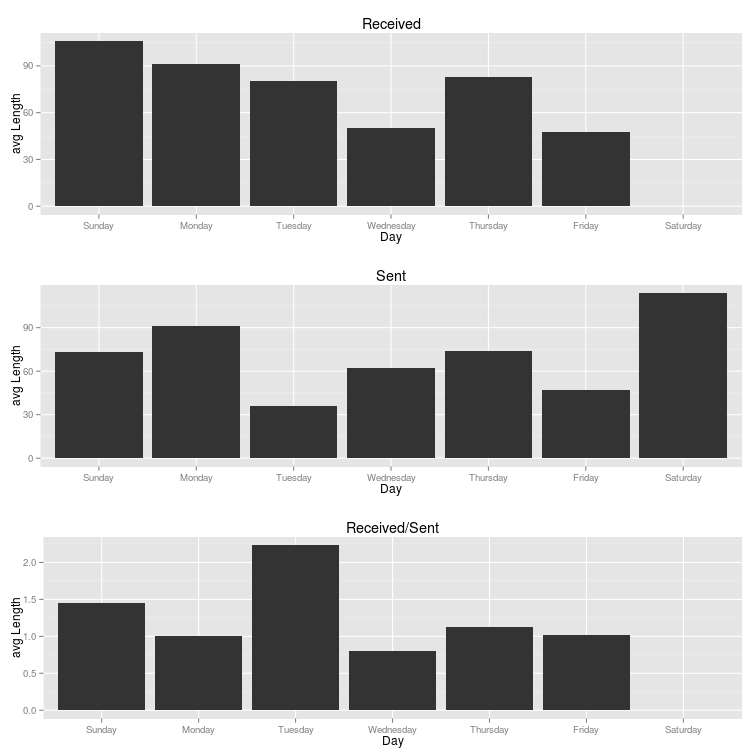 Received
avg Length
90
60
30
0
Sunday Monday Tuesday Wednesday Thursday Friday Saturday
Day
Sent
avg Length
90
60
30
0
Sunday Monday Tuesday Wednesday Thursday Friday Saturday
Day
Received/Sent
avg Length
2.0
1.5
1.0
0.5
0.0
Sunday Monday Tuesday Wednesday Thursday Friday Saturday
Day